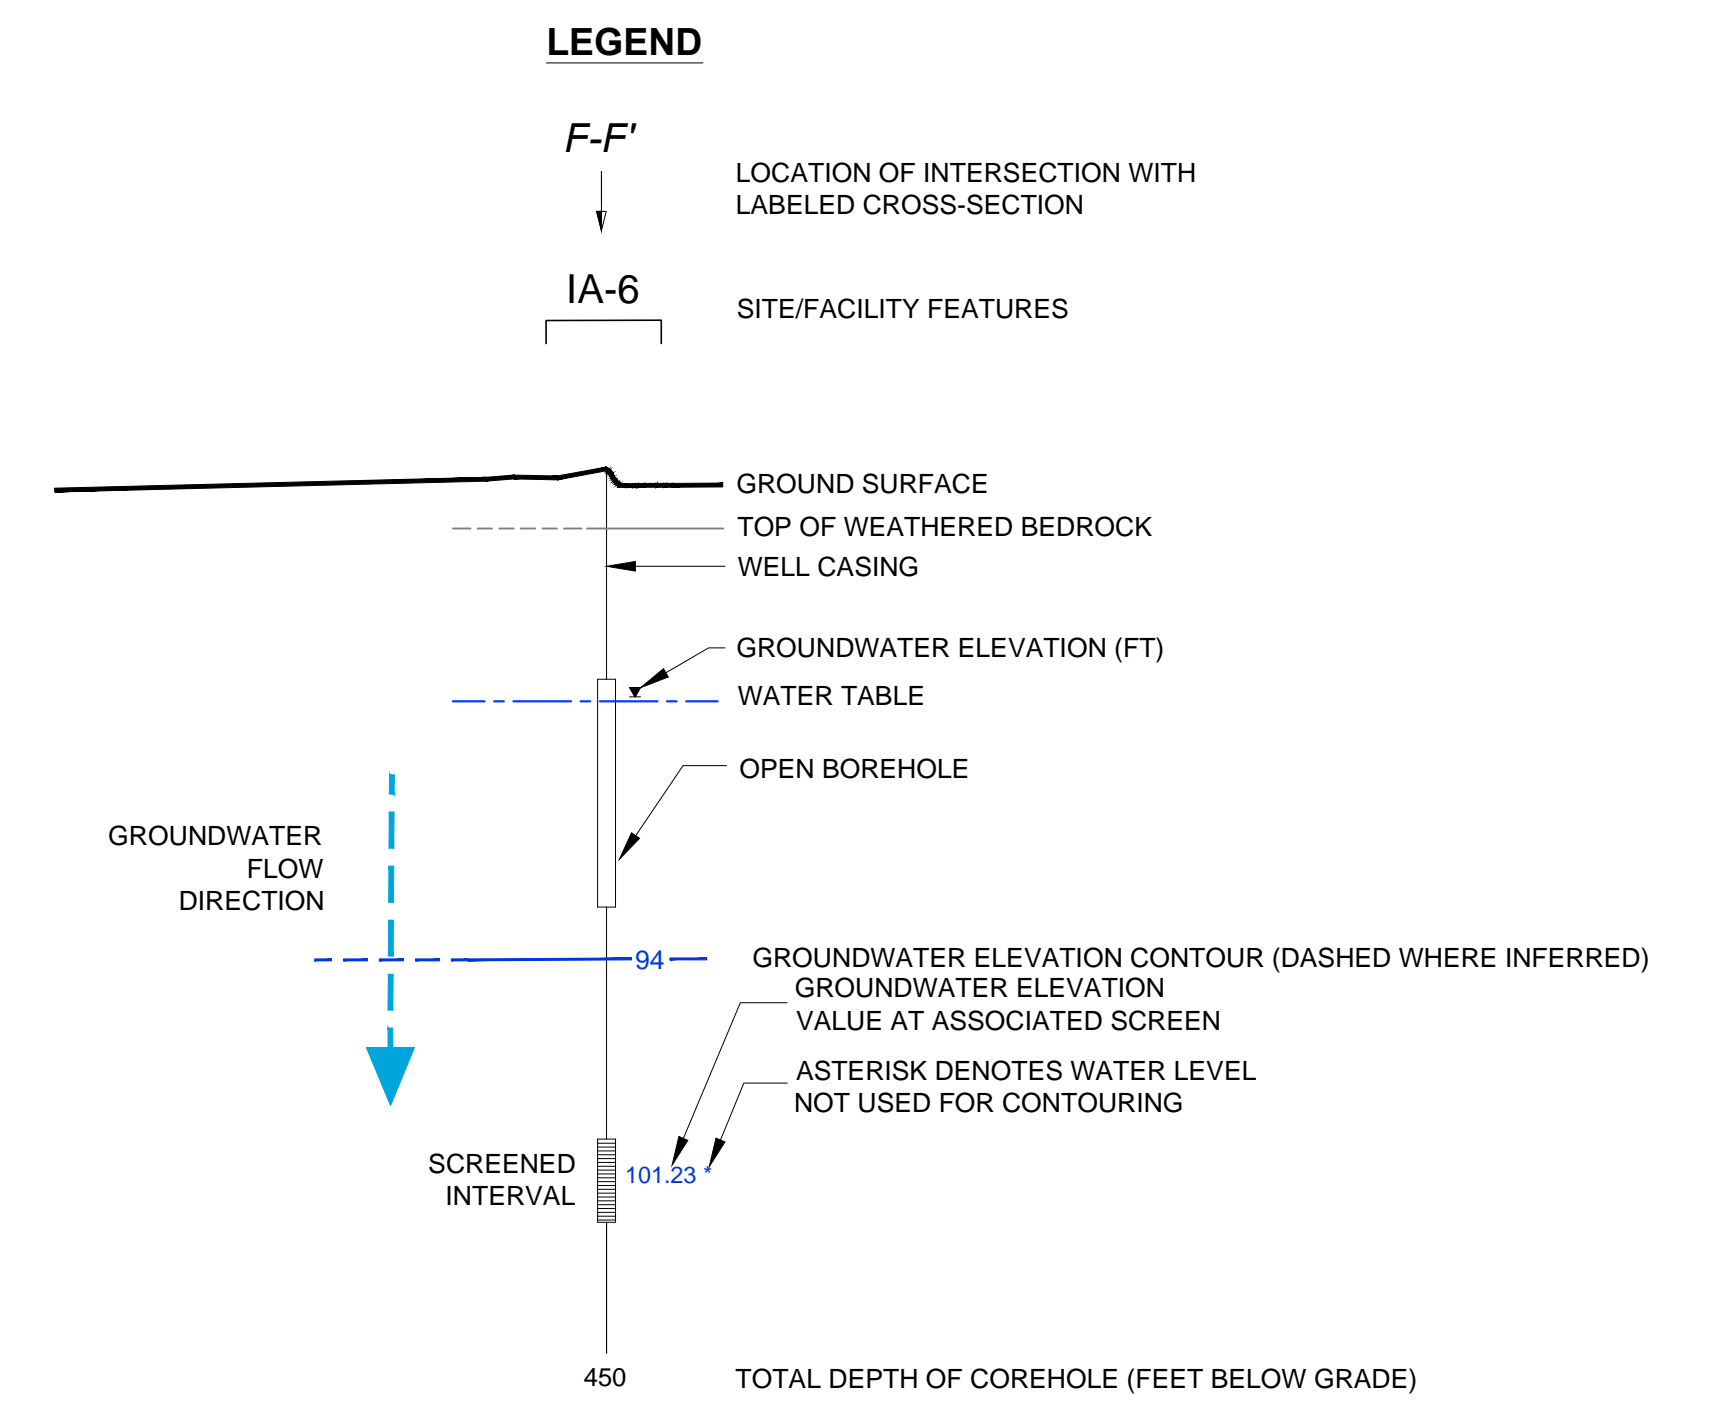 LEGEND
F-F'
LOCATION OF INTERSECTION WITH
LABELED CROSS-SECTION
IA-6
SITE/FACILITY FEATURES
GROUND SURFACE
TOP OF WEATHERED BEDROCK
WELL CASING
GROUNDWATER ELEVATION (FT)
WATER TABLE
OPEN BOREHOLE
GROUNDWATER
FLOW
DIRECTION
94
GROUNDWATER ELEVATION CONTOUR (DASHED WHERE INFERRED)
GROUNDWATER ELEVATION
VALUE AT ASSOCIATED SCREEN
ASTERISK DENOTES WATER LEVEL
NOT USED FOR CONTOURING
SCREENED
INTERVAL
101.23 *
450
TOTAL DEPTH OF COREHOLE (FEET BELOW GRADE)